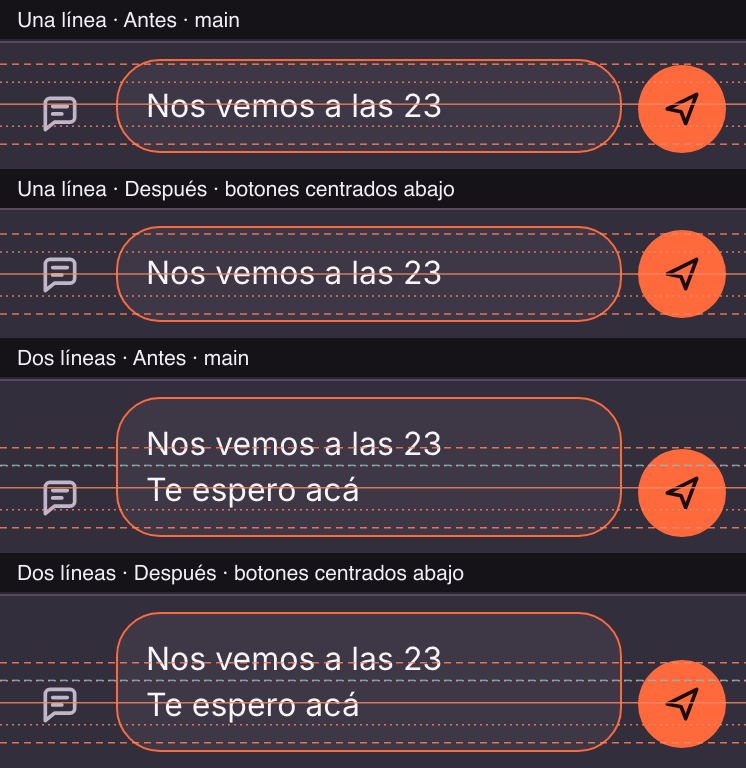 Una línea · Antes · main
Nos vemos a las 23
Una línea · Después · botones centrados abajo
Nos vemos a las 23
Dos líneas · Antes · main
Nos vemos a las 23
Te espero acá
Dos líneas · Después · botones centrados abajo
Nos vemos a las 23
Te espero acá